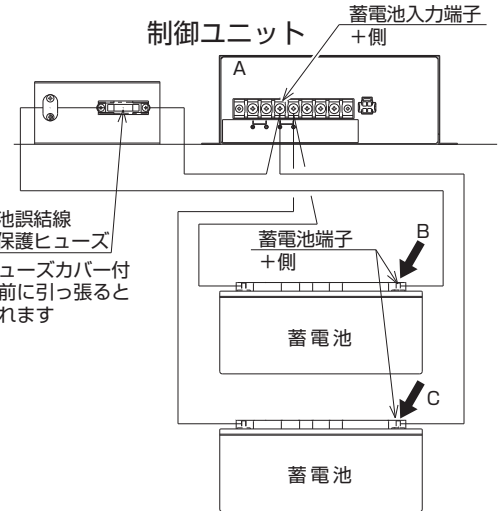 制御ユニット
蓄電池入力端子
+側
A
池誤結線
保護ヒューズ
ューズカバー付
前に引っ張ると
れます
蓄電池端子
+側
B
蓄電池
C
蓄電池